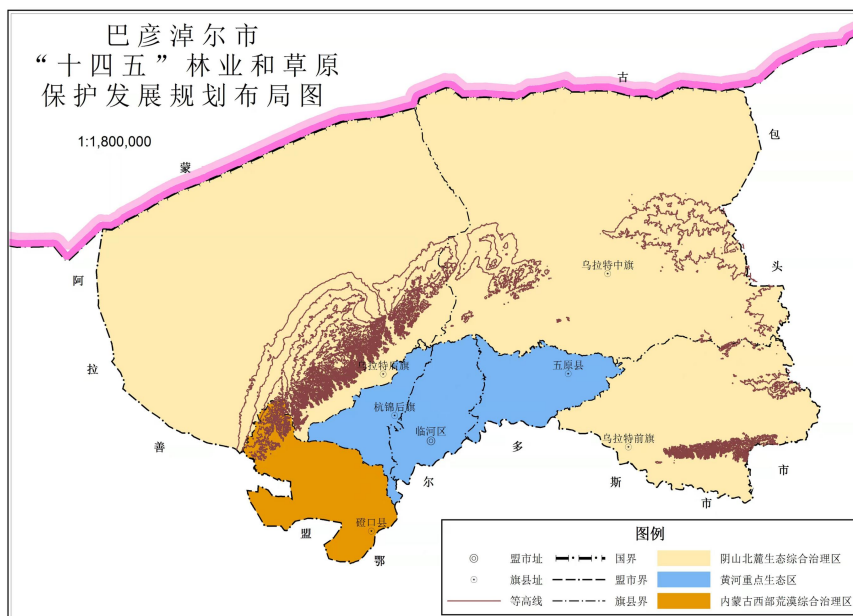 巴彦淖尔市
“十四五”林业和草原
保护发展规划布局图
1:1,800,000
古
包
蒙
阿
头
乌拉特中旗
拉
乌拉特后旗
五原县
杭锦后旗
临河区
善
多
乌拉特前旗
市
尔
斯
市
磴口县
盟
鄂
图例
盟市址
国界
阴山北麓生态综合治理区
旗县址
盟市界
黄河重点生态区
等高线
旗县界
内蒙古西部荒漠综合治理区